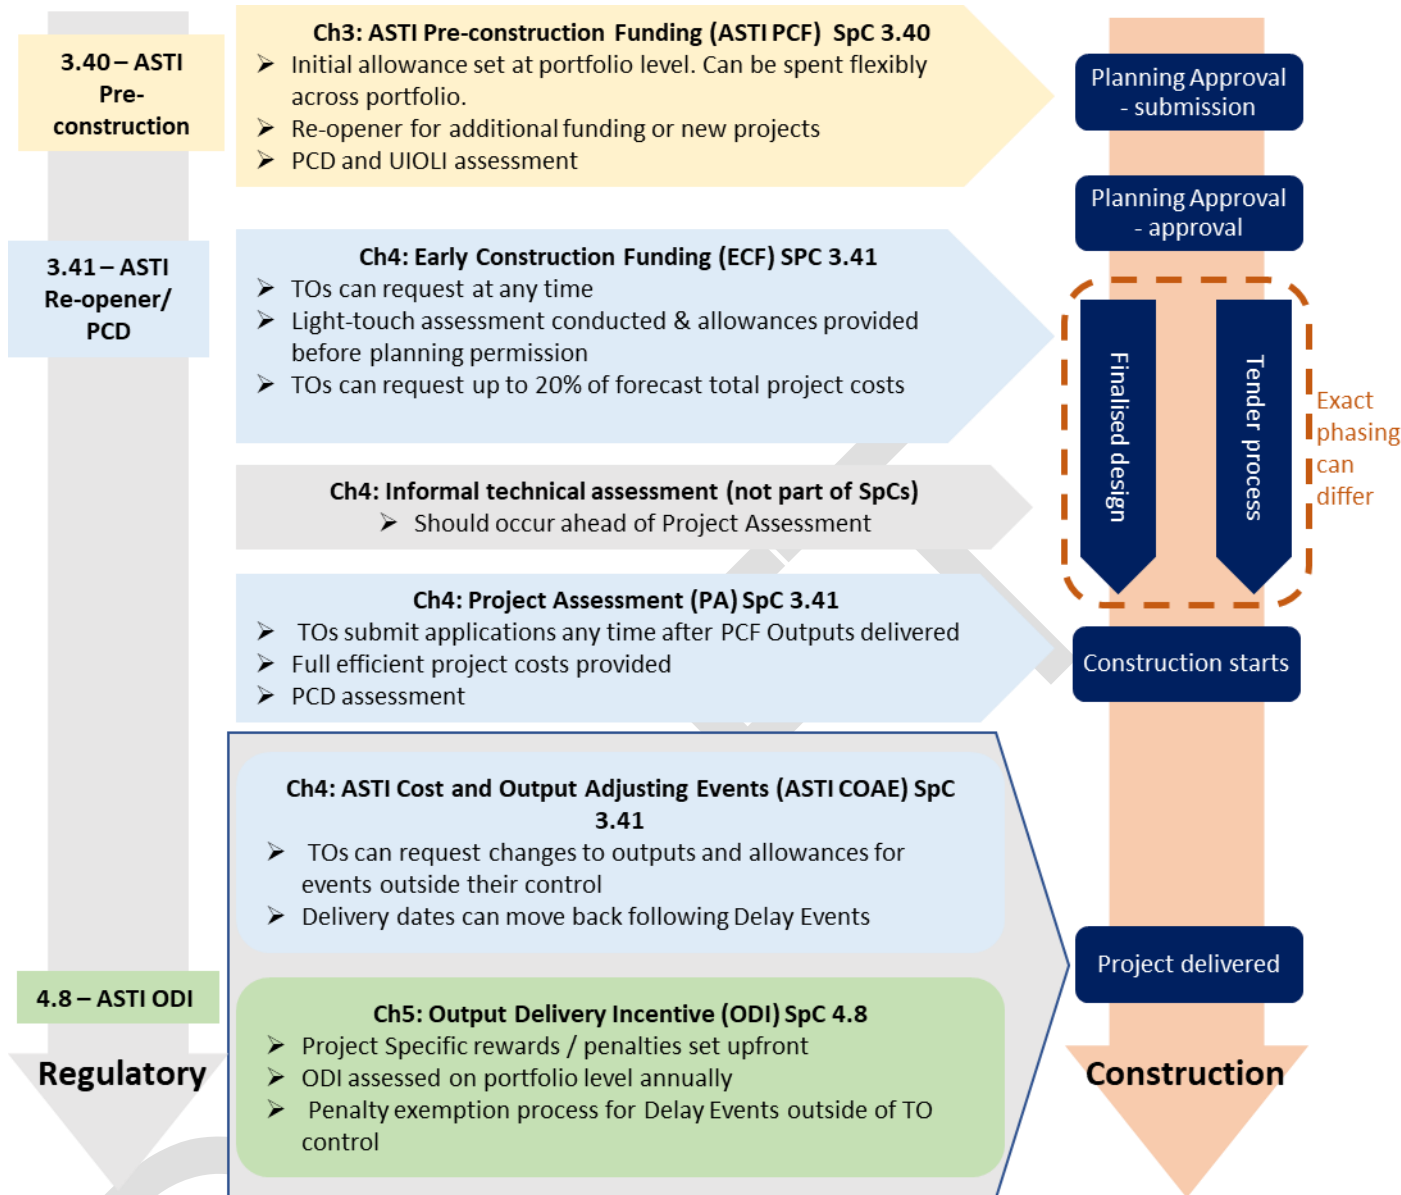 3.40 – ASTI
Pre-
construction
Ch3: ASTI Pre-construction Funding (ASTI PCF)  SpC 3.40
➢ Initial allowance set at portfolio level. Can be spent flexibly
across portfolio.
➢ Re-opener for additional funding or new projects
➢ PCD and UIOLI assessment
Planning Approval
- submission
Planning Approval
- approval
3.41 – ASTI
Re-opener/
PCD
Ch4: Early Construction Funding (ECF) SPC 3.41
➢ TOs can request at any time
➢ Light-touch assessment conducted & allowances provided
before planning permission
➢ TOs can request up to 20% of forecast total project costs
Finalised design
Tender process
Exact
phasing
can
differ
Ch4: Informal technical assessment (not part of SpCs)
➢ Should occur ahead of Project Assessment
Ch4: Project Assessment (PA) SpC 3.41
➢ TOs submit applications any time after PCF Outputs delivered
➢ Full efficient project costs provided
➢ PCD assessment
Construction starts
Ch4: ASTI Cost and Output Adjusting Events (ASTI COAE) SpC
3.41
➢ TOs can request changes to outputs and allowances for
events outside their control
➢ Delivery dates can move back following Delay Events
Project delivered
4.8 – ASTI ODI
Ch5: Output Delivery Incentive (ODI) SpC 4.8
➢ Project Specific rewards / penalties set upfront
➢ ODI assessed on portfolio level annually
➢ Penalty exemption process for Delay Events outside of TO
control
Regulatory
Construction